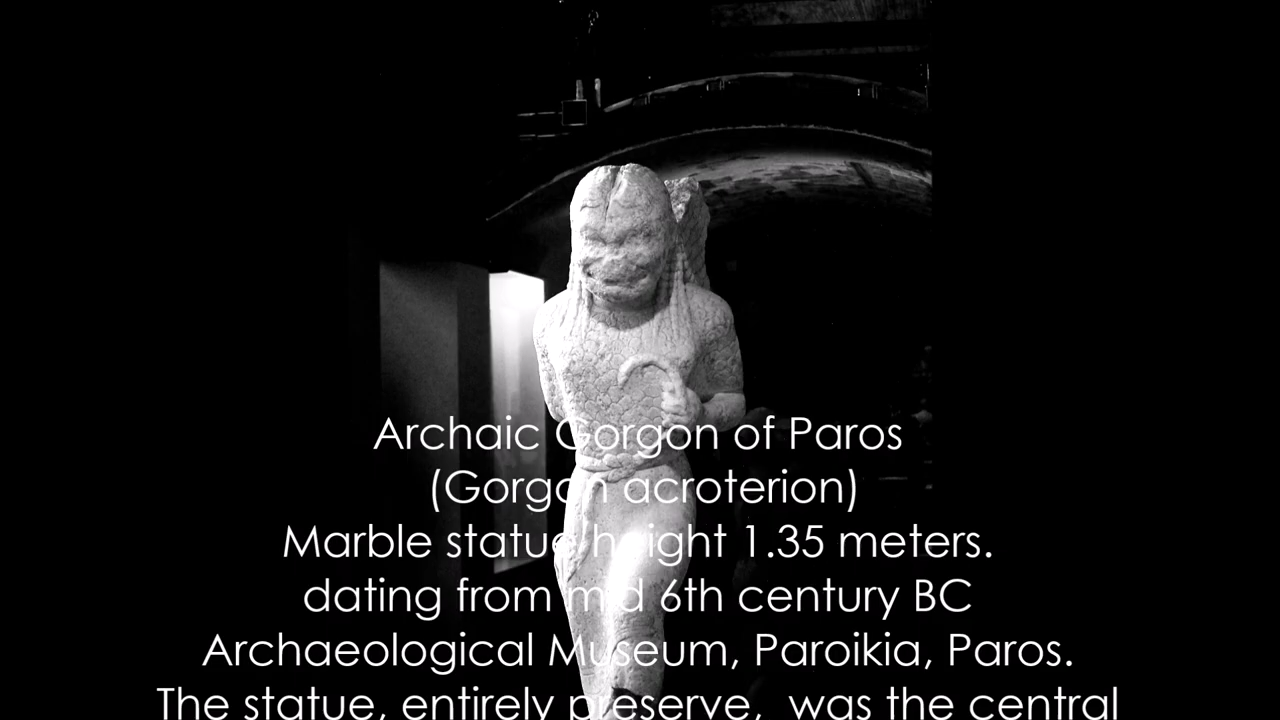 Archaic Gorgon of Paros
(Gorgon acroterion)
Marble statue height 1.35 meters.
dating from mid 6th century BC
Archaeological Museum, Paroikia, Paros.
The statue, entirely preserve, was the central